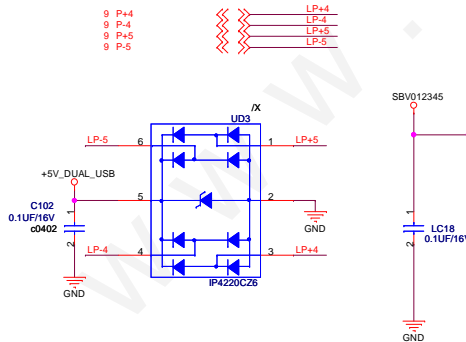 9 P+4 LP+4
9 P-4 LP-4
9 P+5 LP+5
9 P-5 LP-5
SBV012345
/X
UD3
LP-5 6 1 LP+5
+5V_DUAL_USB
5 2
C102
0.1UF/16V
c0402
1
2
GND
1
2
LC18
0.1UF/16V
LP-4 4 3 LP+4
GND
IP4220CZ6
GND
www.